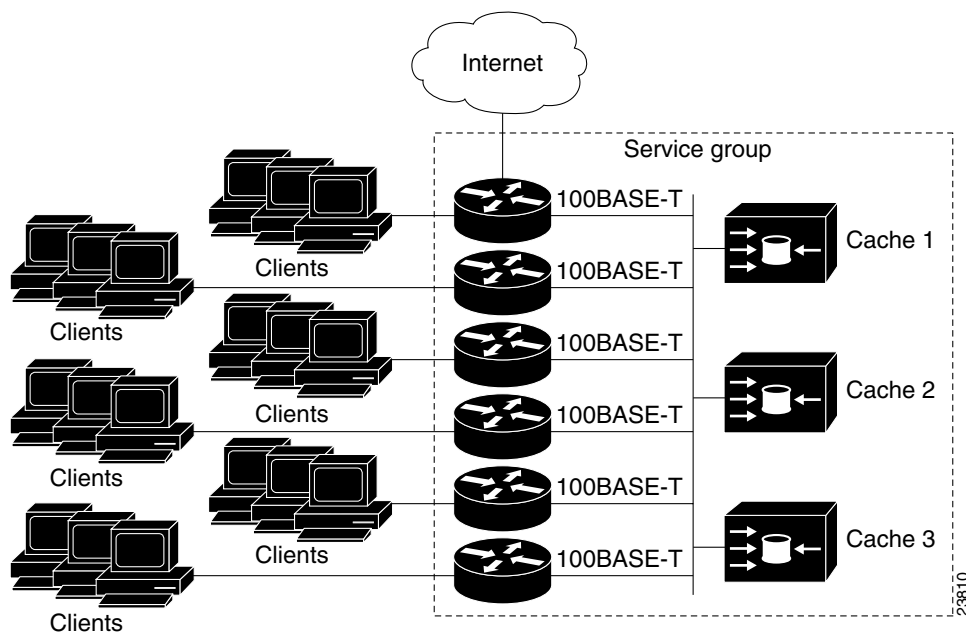 Internet
Service group
100BASE-T
Cache 1
Clients
100BASE-T
Clients
100BASE-T
Cache 2
Clients
100BASE-T
Clients
100BASE-T
Cache 3
Clients
100BASE-T
Clients
23810